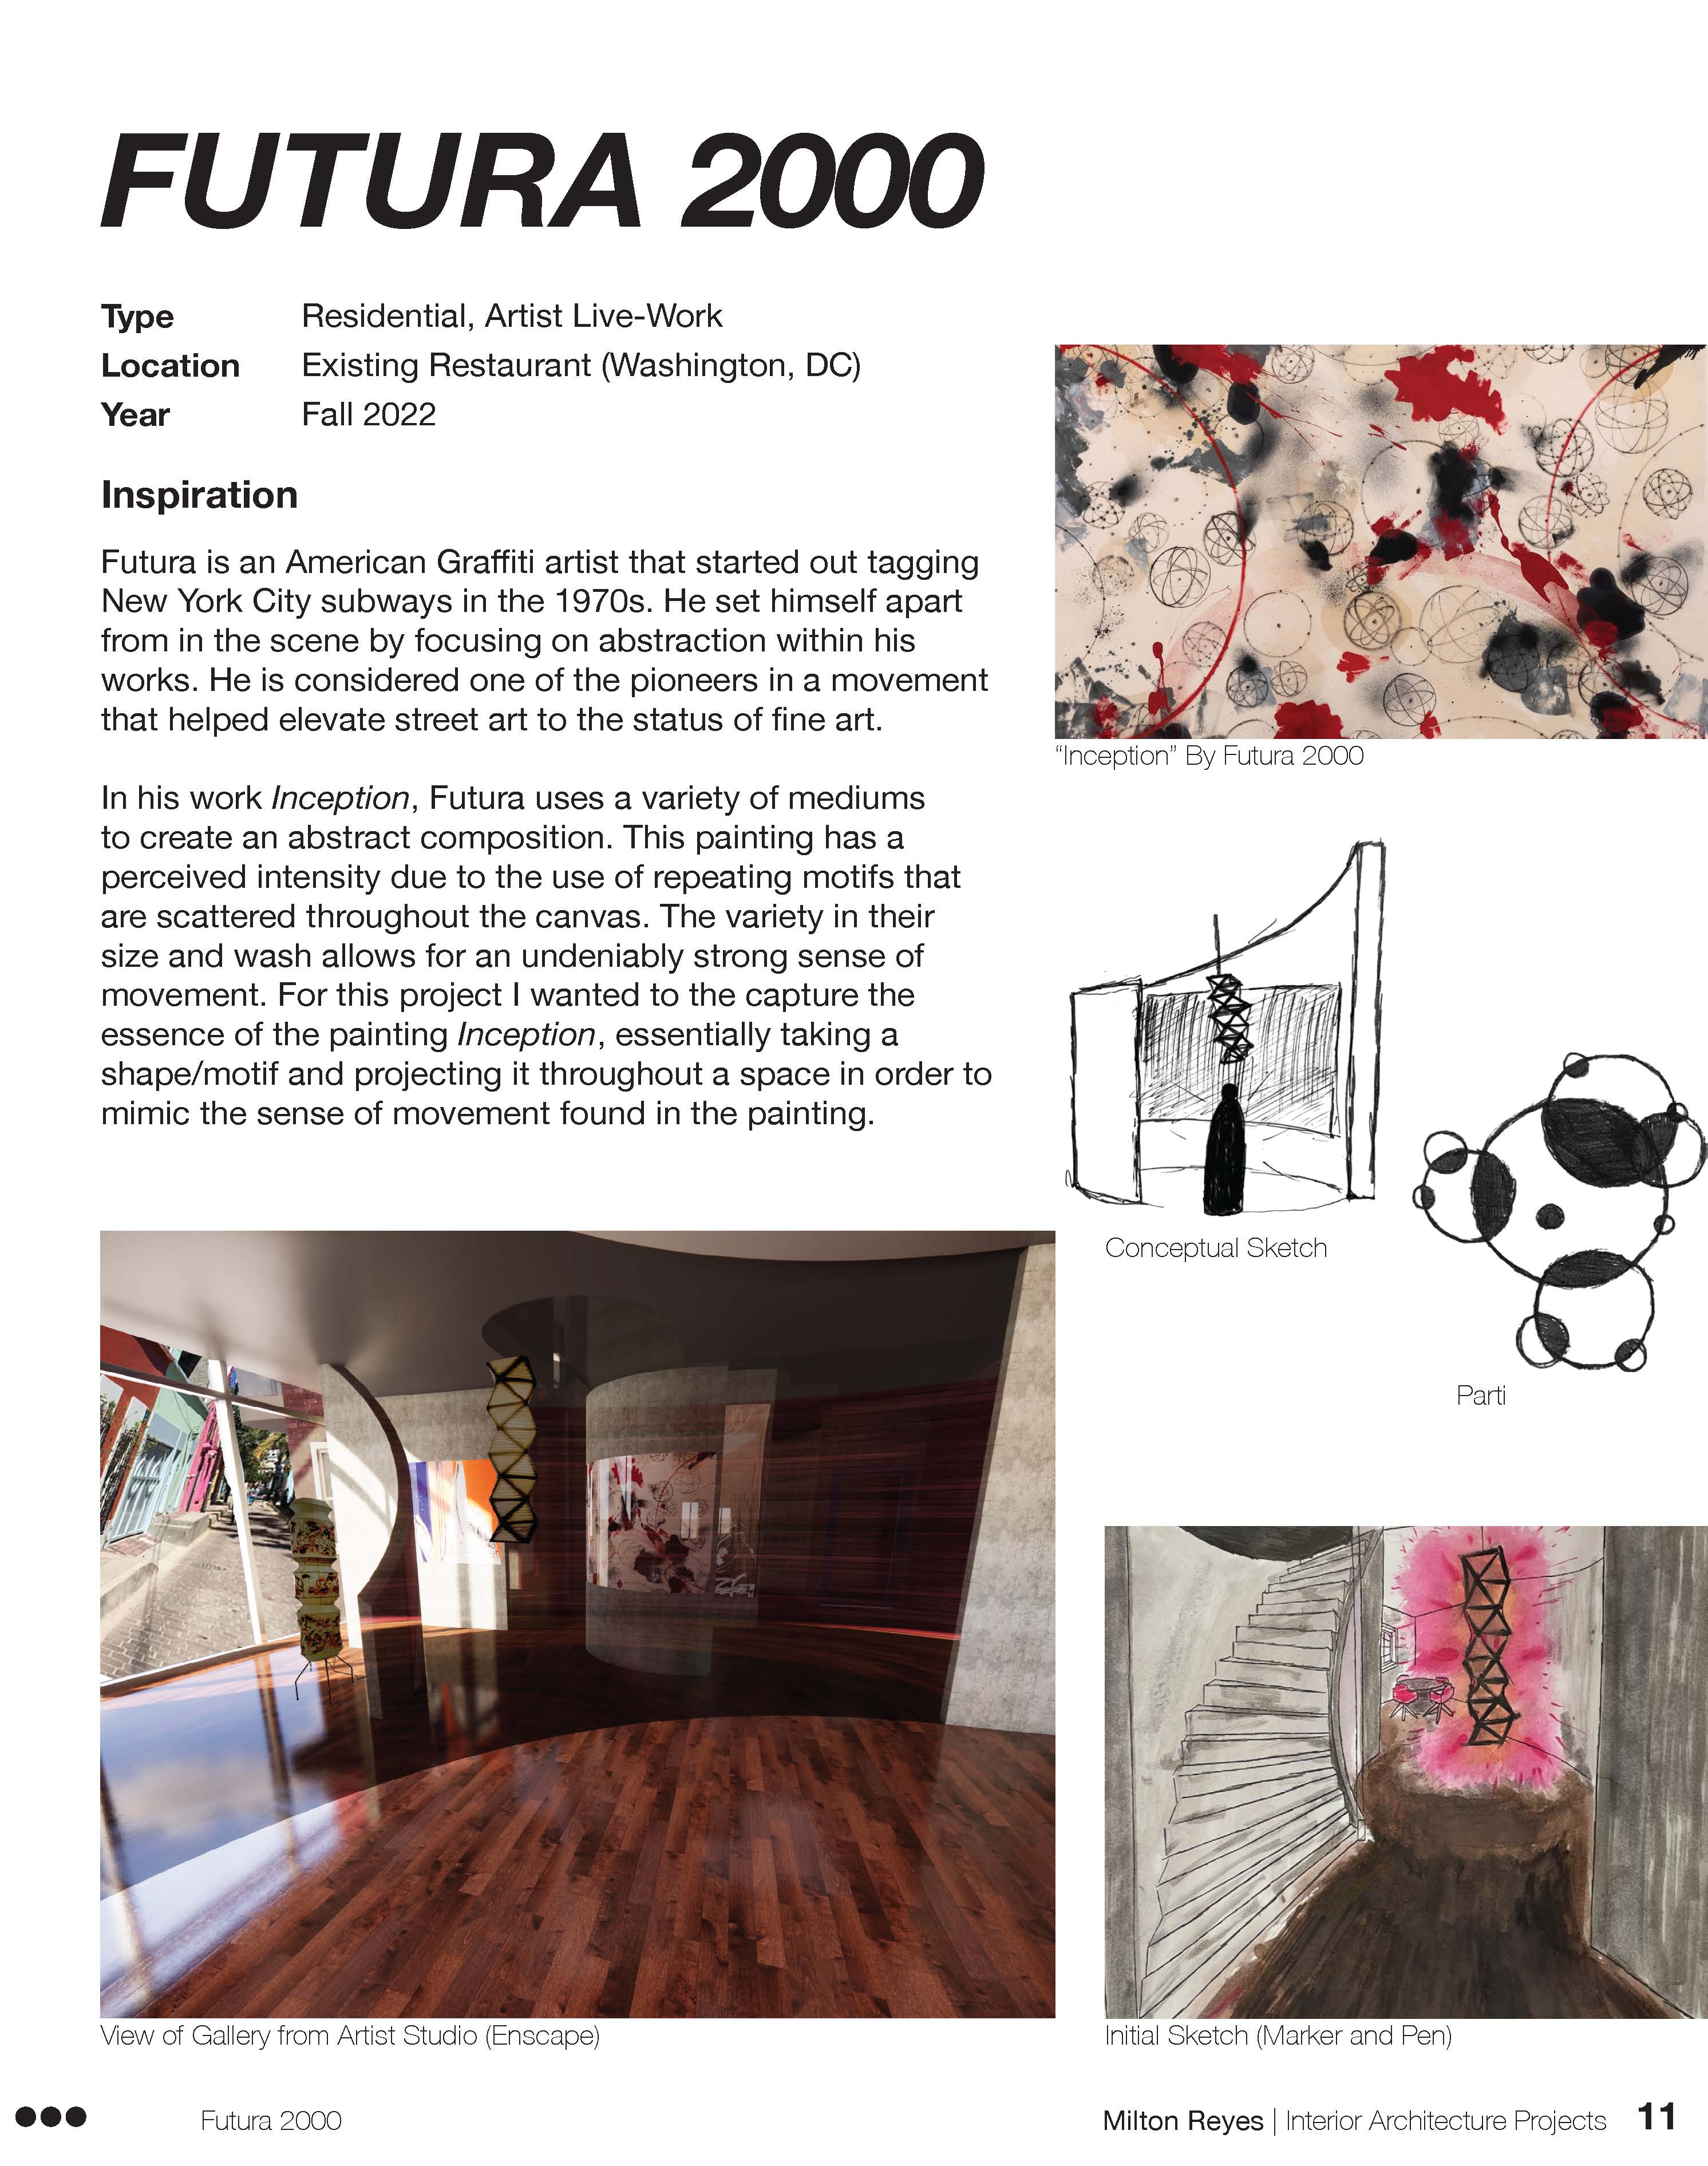 FUTURA 2000
Type Residential, Artist Live-Work
Location Existing Restaurant (Washington, DC)
Year Fall 2022
Inspiration
Futura is an American Graffiti artist that started out tagging
New York City subways in the 1970s. He set himself apart
from in the scene by focusing on abstraction within his
works. He is considered one of the pioneers in a movement
that helped elevate street art to the status of fine art.
In his work Inception, Futura uses a variety of mediums
to create an abstract composition. This painting has a
perceived intensity due to the use of repeating motifs that
are scattered throughout the canvas. The variety in their
size and wash allows for an undeniably strong sense of
movement. For this project I wanted to the capture the
essence of the painting Inception, essentially taking a
shape/motif and projecting it throughout a space in order to
mimic the sense of movement found in the painting.
“Inception” By Futura 2000
Conceptual Sketch
Parti
View of Gallery from Artist Studio (Enscape)
Initial Sketch (Marker and Pen)
Futura 2000
Milton Reyes | Interior Architecture Projects 11